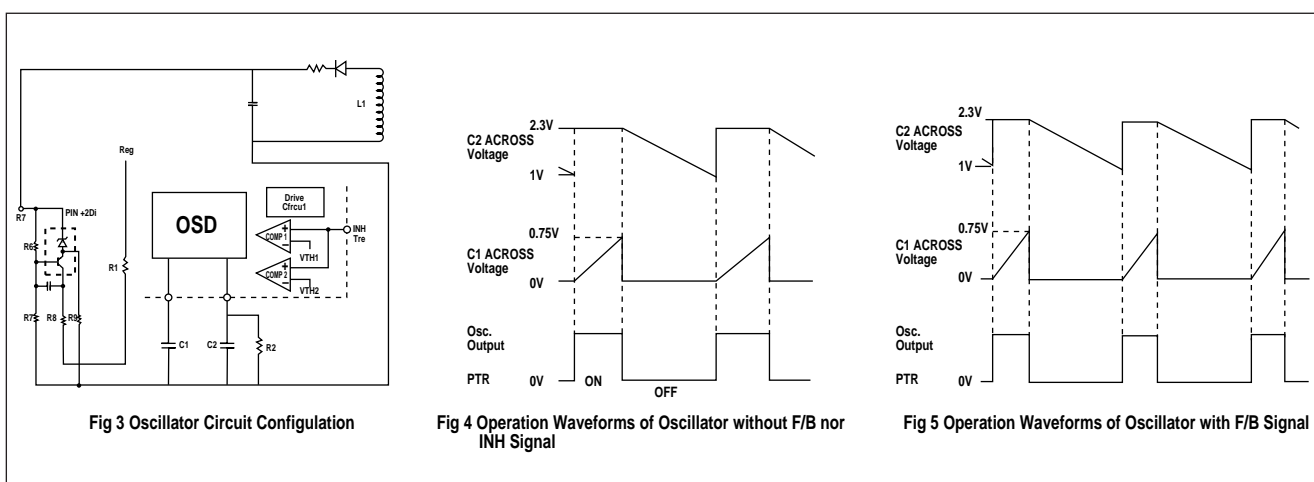 L1
Reg
R7
PIN +2Di
R6
R1
OSD
Drive
Cfrcu1
COMP 1
+
−
INH
Tre
VTH1
COMP 2
+
−
VTH2
R7
R8
R9
C1
C2
R2
Fig 3 Oscillator Circuit Configulation
2.3V
C2 ACROSS
Voltage
1V
0.75V
C1 ACROSS
Voltage
0V
Osc.
Output
PTR
0V
ON
OFF
Fig 4 Operation Waveforms of Oscillator without F/B nor
INH Signal
2.3V
C2 ACROSS
Voltage
1V
0.75V
C1 ACROSS
Voltage
0V
Osc.
Output
PTR
0V
Fig 5 Operation Waveforms of Oscillator with F/B Signal